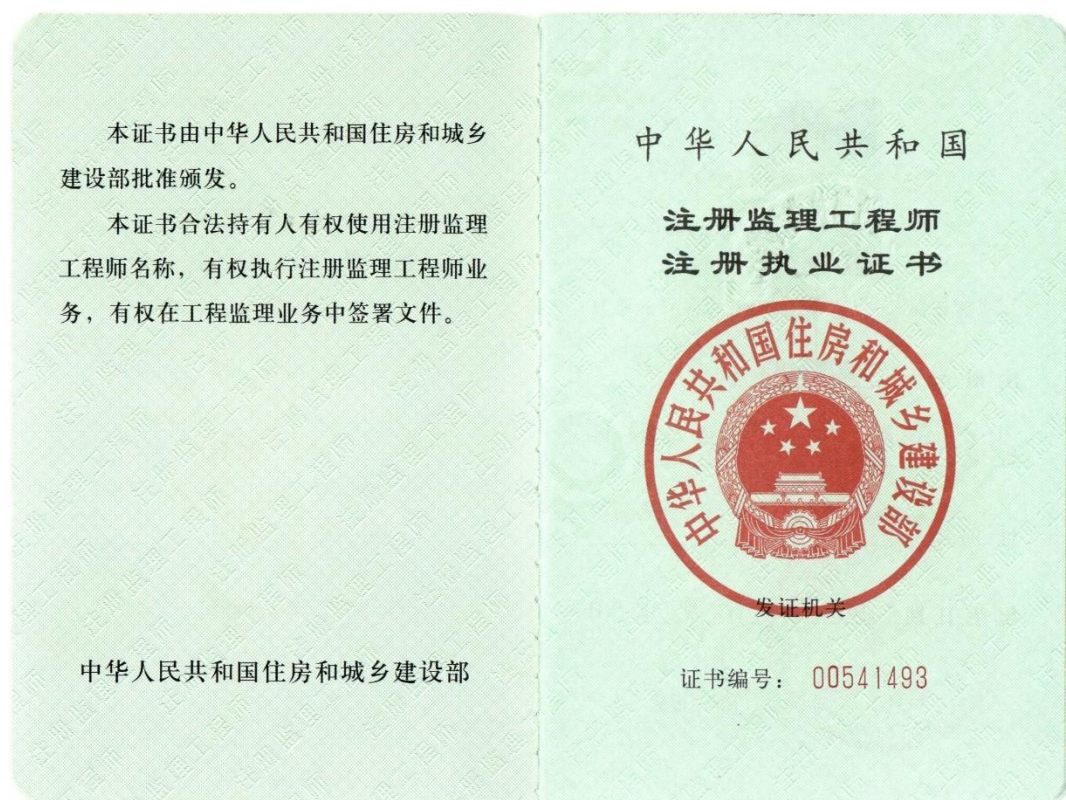 本证书由中华人民共和国住房和城乡
建设部批准颁发。
本证书合法持有人有权使用注册监理
工程师名称，有权执行注册监理工程师业
务，有权在工程监理业务中签署文件。
中华人民共和国住房和城乡建设部
中华人民共和国
注册监理工程师
注册执业证书
中华人民共和国住房和城乡建设部
发证机关
证书编号：00541493